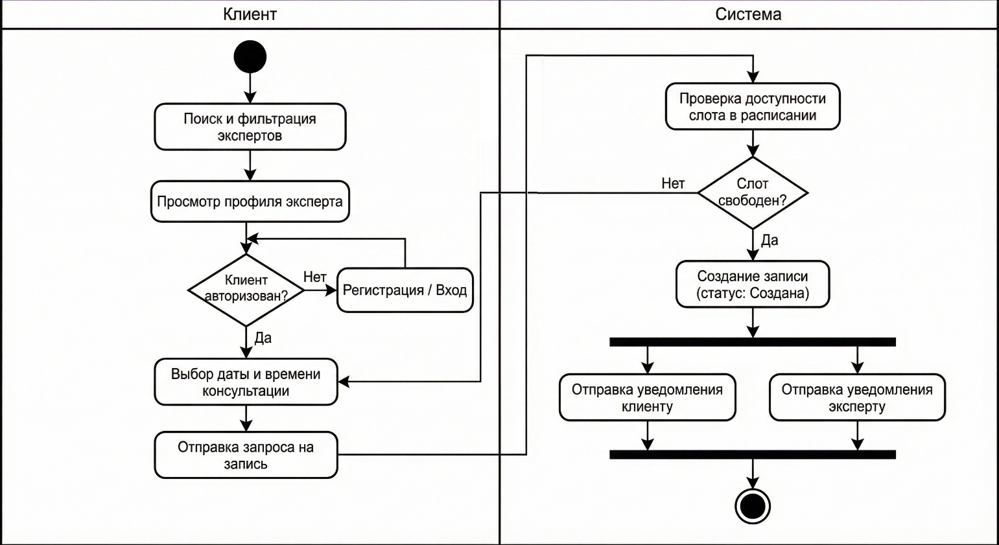 Клиент
Система
Поиск и фильтрация
экспертов
Просмотр профиля эксперта
Клиент
авторизован?
Нет
Регистрация / Вход
Да
Выбор даты и времени
консультации
Отправка запроса на
запись
Проверка доступности
слота в расписании
Слот
свободен?
Нет
Да
Создание записи
(статус: Создана)
Отправка уведомления
клиенту
Отправка уведомления
эксперту